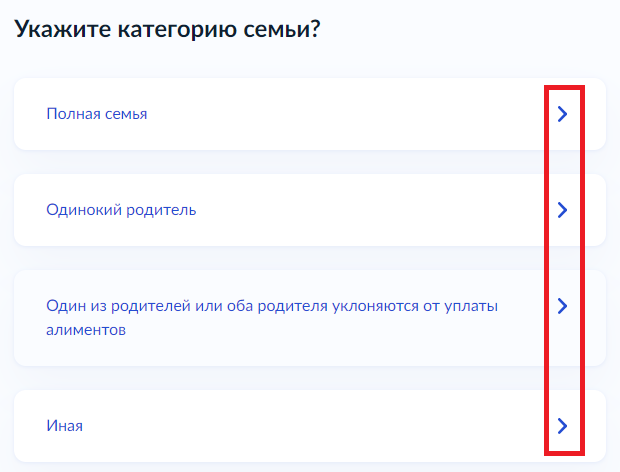 Укажите категорию семьи?
Полная семья
Одинокий родитель
Один из родителей или оба родителя уклоняются от уплаты
алиментов
Иная